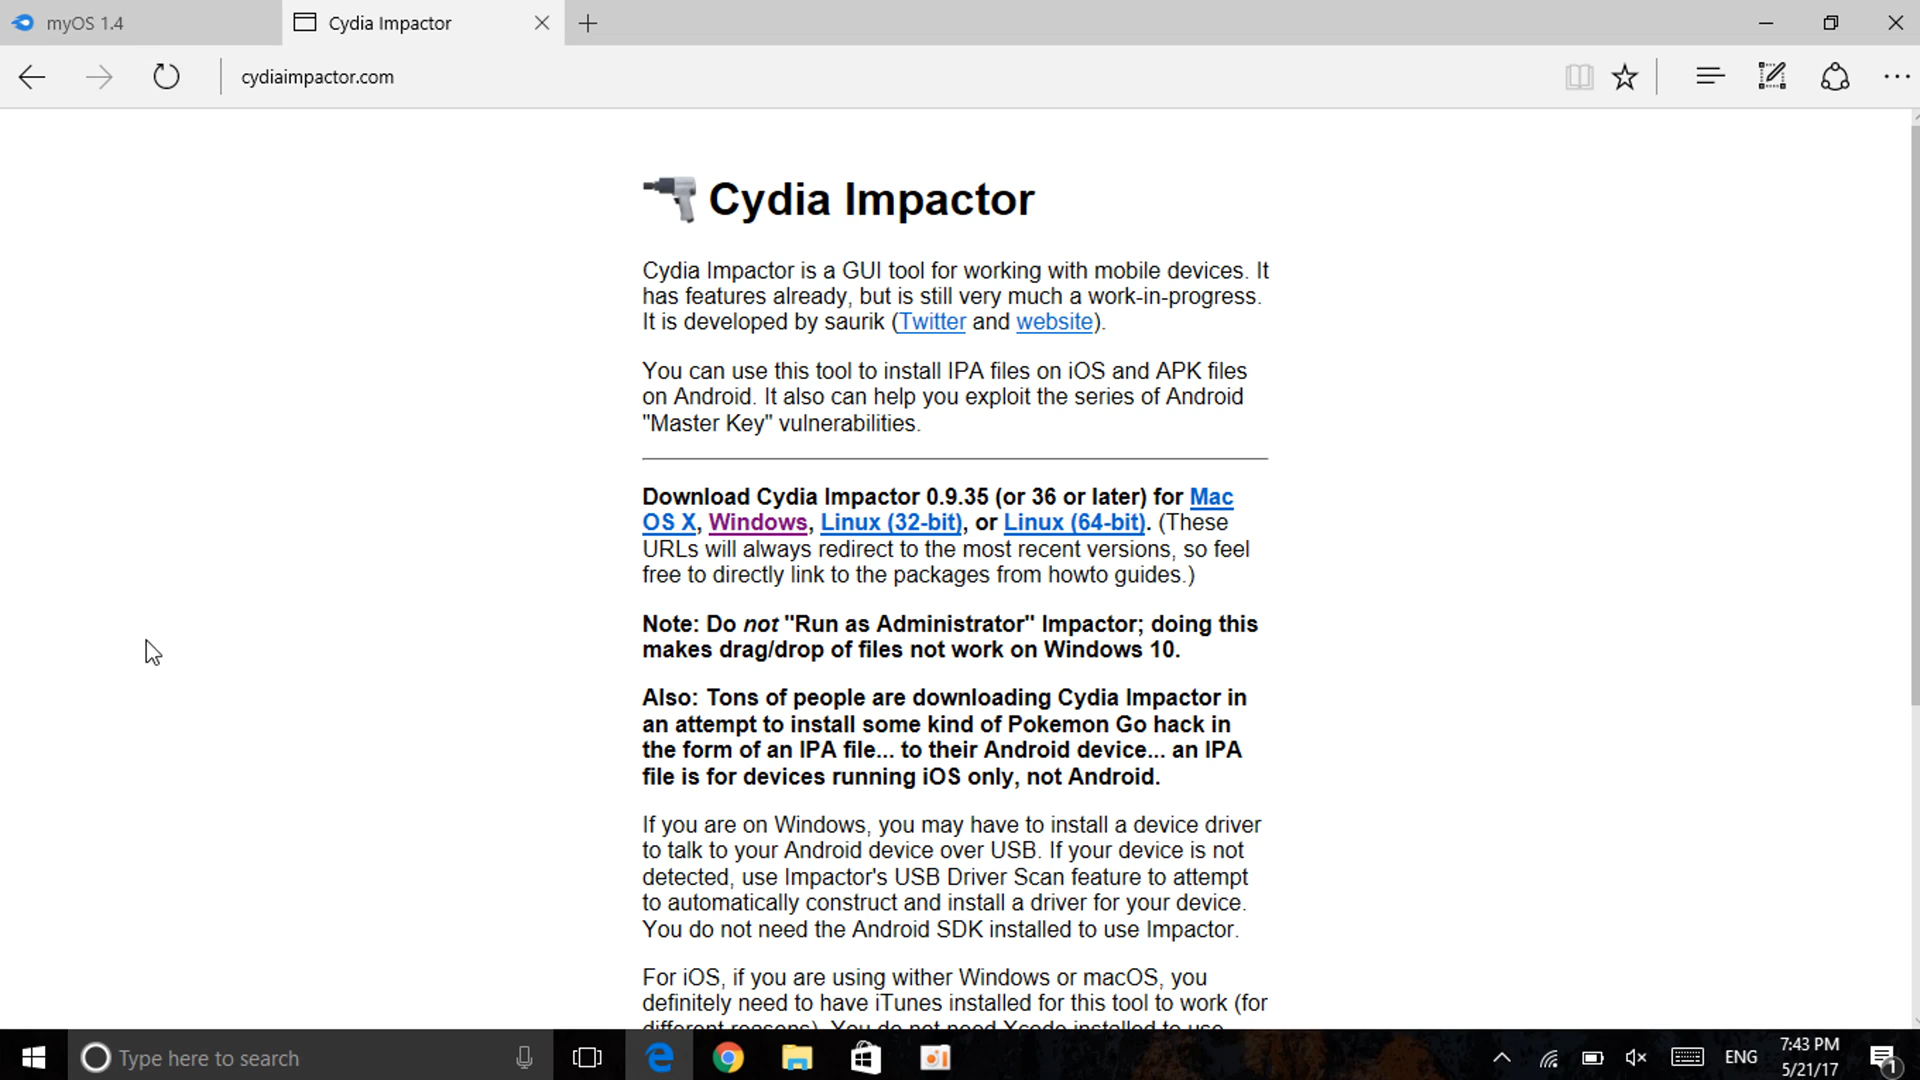 myOS 1.4
Cydia Impactor
cydiaimpactor.com
Cydia Impactor
Cydia Impactor is a GUI tool for working with mobile devices. It
has features already, but is still very much a work-in-progress.
It is developed by saurik (Twitter and website).
You can use this tool to install IPA files on iOS and APK files
on Android. It also can help you exploit the series of Android
"Master Key" vulnerabilities.
Download Cydia Impactor 0.9.35 (or 36 or later) for Mac
OS X, Windows, Linux (32-bit), or Linux (64-bit). (These
URLs will always redirect to the most recent versions, so feel
free to directly link to the packages from howto guides.)
Note: Do not "Run as Administrator" Impactor; doing this
makes drag/drop of files not work on Windows 10.
Also: Tons of people are downloading Cydia Impactor in
an attempt to install some kind of Pokemon Go hack in
the form of an IPA file... to their Android device... an IPA
file is for devices running iOS only, not Android.
If you are on Windows, you may have to install a device driver
to talk to your Android device over USB. If your device is not
detected, use Impactor's USB Driver Scan feature to attempt
to automatically construct and install a driver for your device.
You do not need the Android SDK installed to use Impactor.
For iOS, if you are using wither Windows or macOS, you
definitely need to have iTunes installed for this tool to work (for
different reasons). You do not need Xcode installed to use
Type here to search
ENG
7:43 PM
5/21/17
1